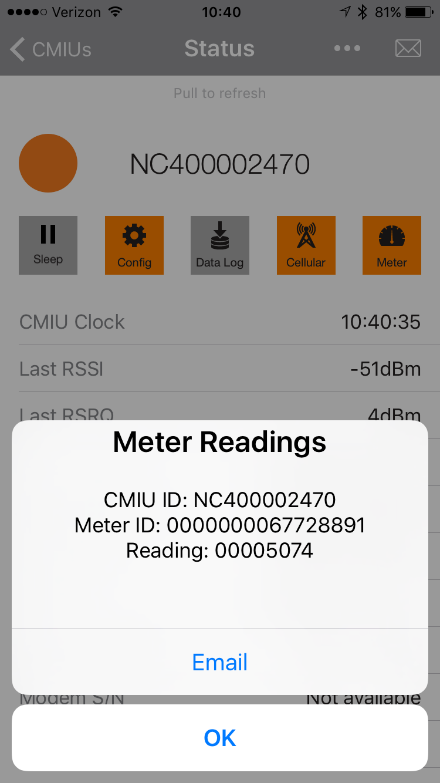 Verizon 10:40 81%
CMIUs Status
Pull to refresh
NC400002470
Sleep Config Data Log Cellular Meter
CMIU Clock 10:40:35
Last RSSI -51dBm
Last RSRQ 4dBm
Meter Readings
CMIU ID: NC400002470
Meter ID: 0000000067728891
Reading: 00005074
Email
Modem S/N Not available
OK